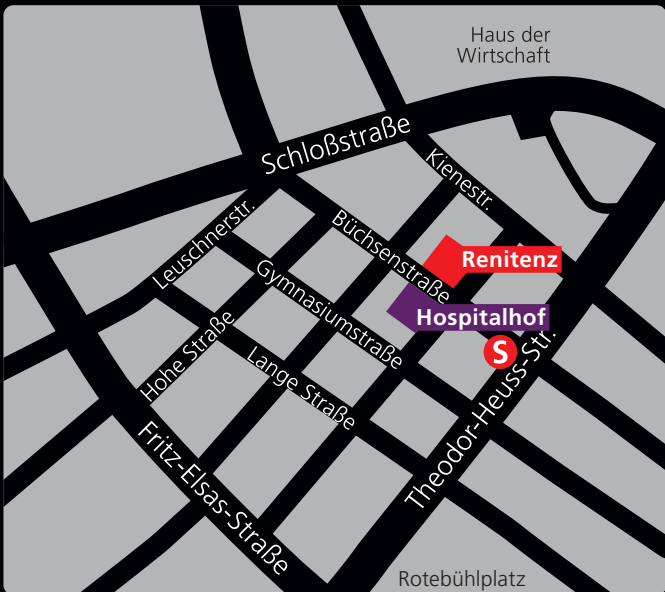 Haus der
Wirtschaft
Schloßstraße
Kienestr.
Leuschnerstr.
Büchsenstraße
Renitenz
Gymnasiumstraße
Hospitalhof
S
Hohe Straße
Lange Straße
Theodor-Heuss-Str.
Fritz-Elsas-Straße
Rotebühlplatz